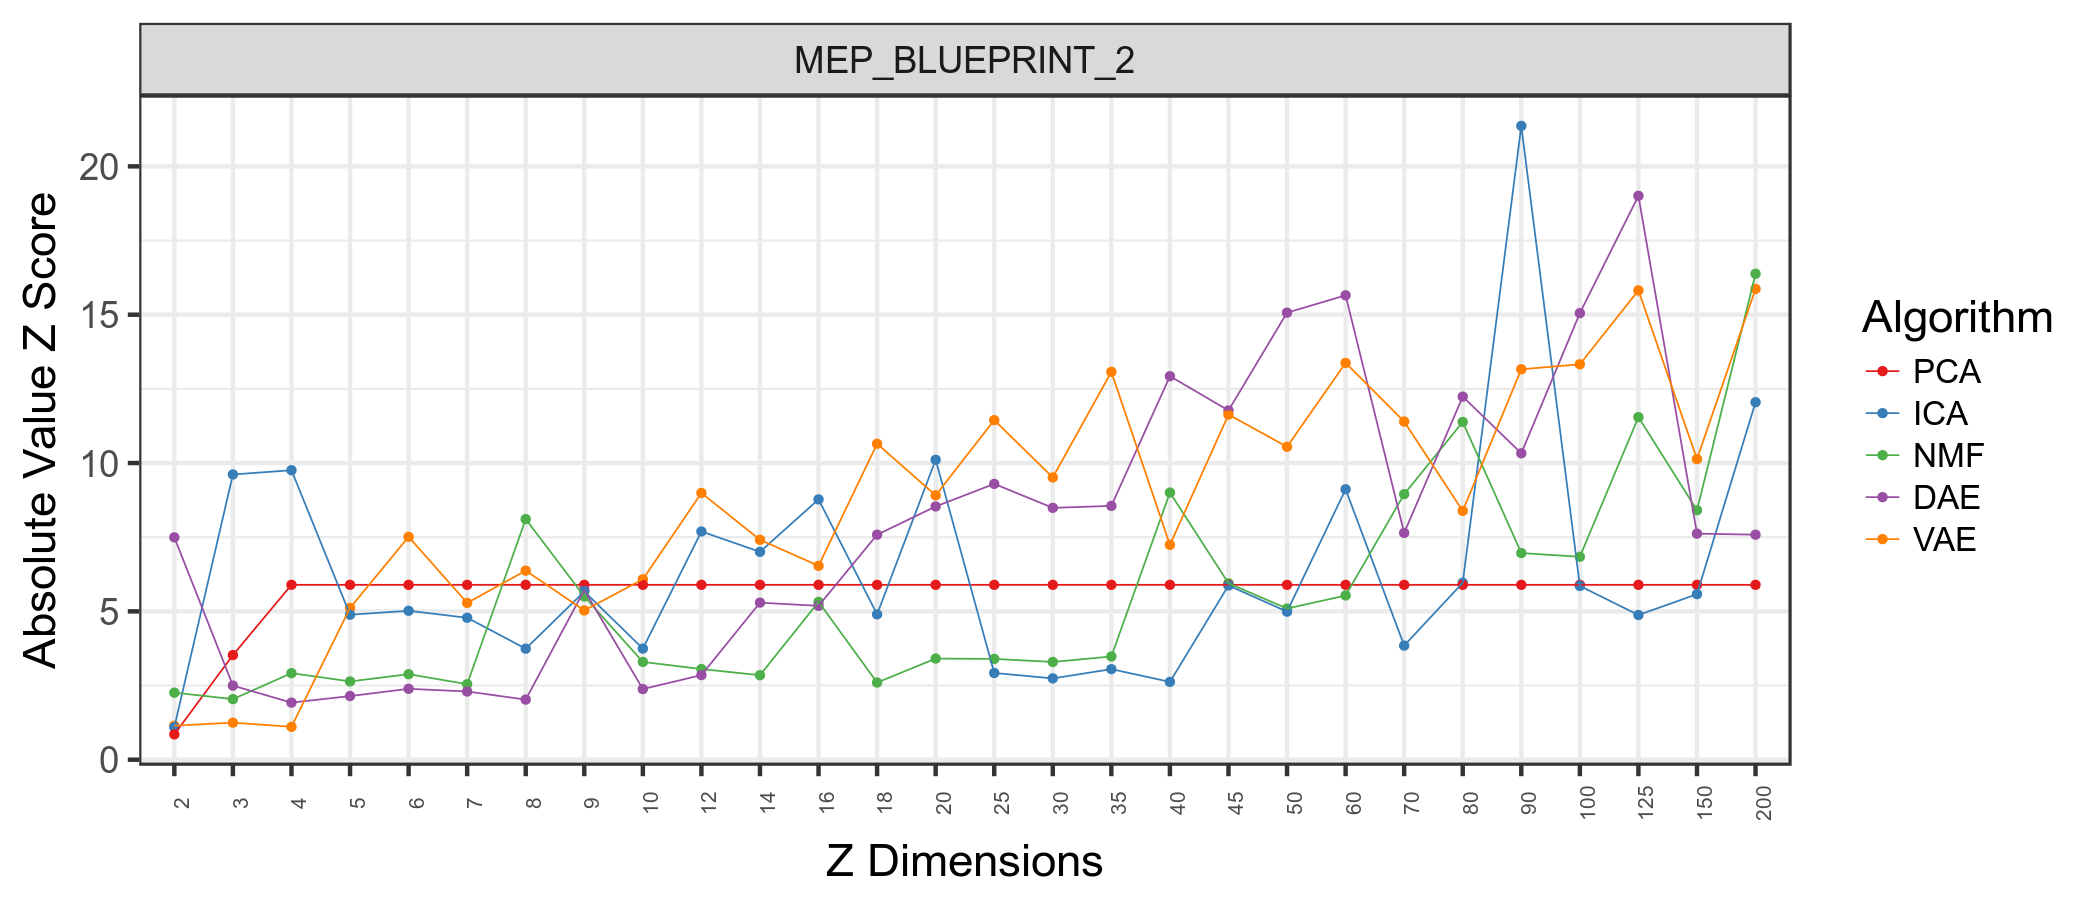 MEP_BLUEPRINT_2
Absolute Value Z Score
20
15
10
5
0
2 3 4 5 6 7 8 9 10 12 14 16 18 20 25 30 35 40 45 50 60 70 80 90 100 125 150 200
Z Dimensions
Algorithm
PCA
ICA
NMF
DAE
VAE